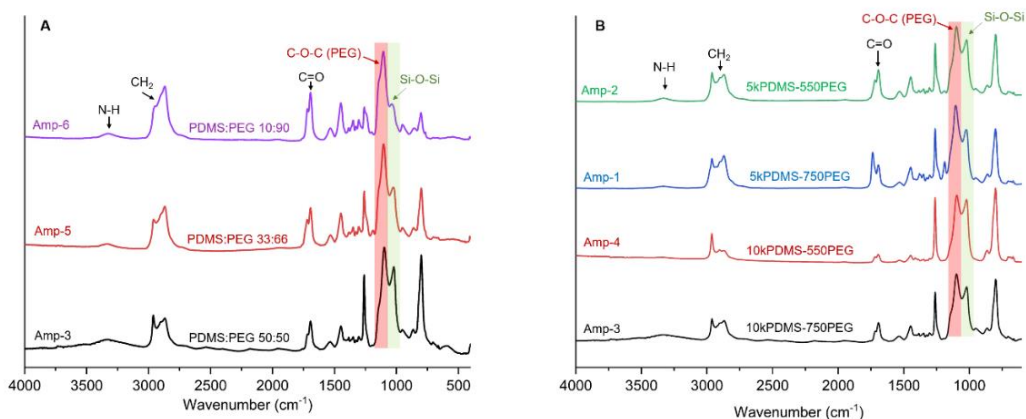 A
C-O-C (PEG)
Si-O-Si
C=O
CH2
N-H
Amp-6
PDMS:PEG 10:90
Amp-5
PDMS:PEG 33:66
Amp-3
PDMS:PEG 50:50
4000 3500 3000 2500 2000 1500 1000 500
Wavenumber (cm-1)
B
C-O-C (PEG)
Si-O-Si
C=O
CH2
N-H
Amp-2
5kPDMS-550PEG
Amp-1
5kPDMS-750PEG
Amp-4
10kPDMS-550PEG
Amp-3
10kPDMS-750PEG
4000 3500 3000 2500 2000 1500 1000
Wavenumber (cm-1)